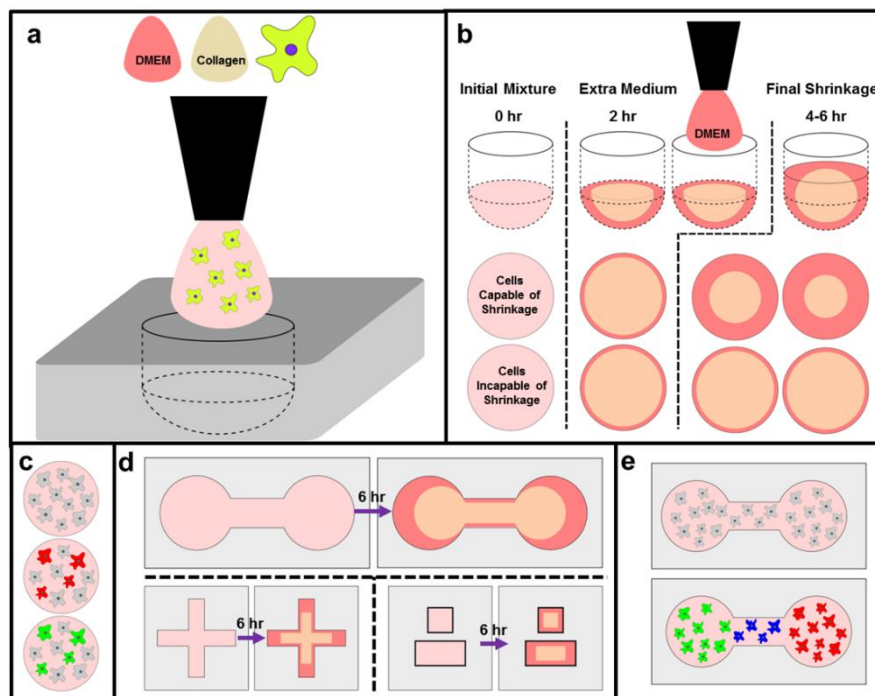 a
DMEM
Collagen
b
Initial Mixture
0 hr
Extra Medium
2 hr
DMEM
Final Shrinkage
4-6 hr
Cells
Capable of
Shrinkage
Cells
Incapable of
Shrinkage
c
d
6 hr
6 hr
6 hr
e